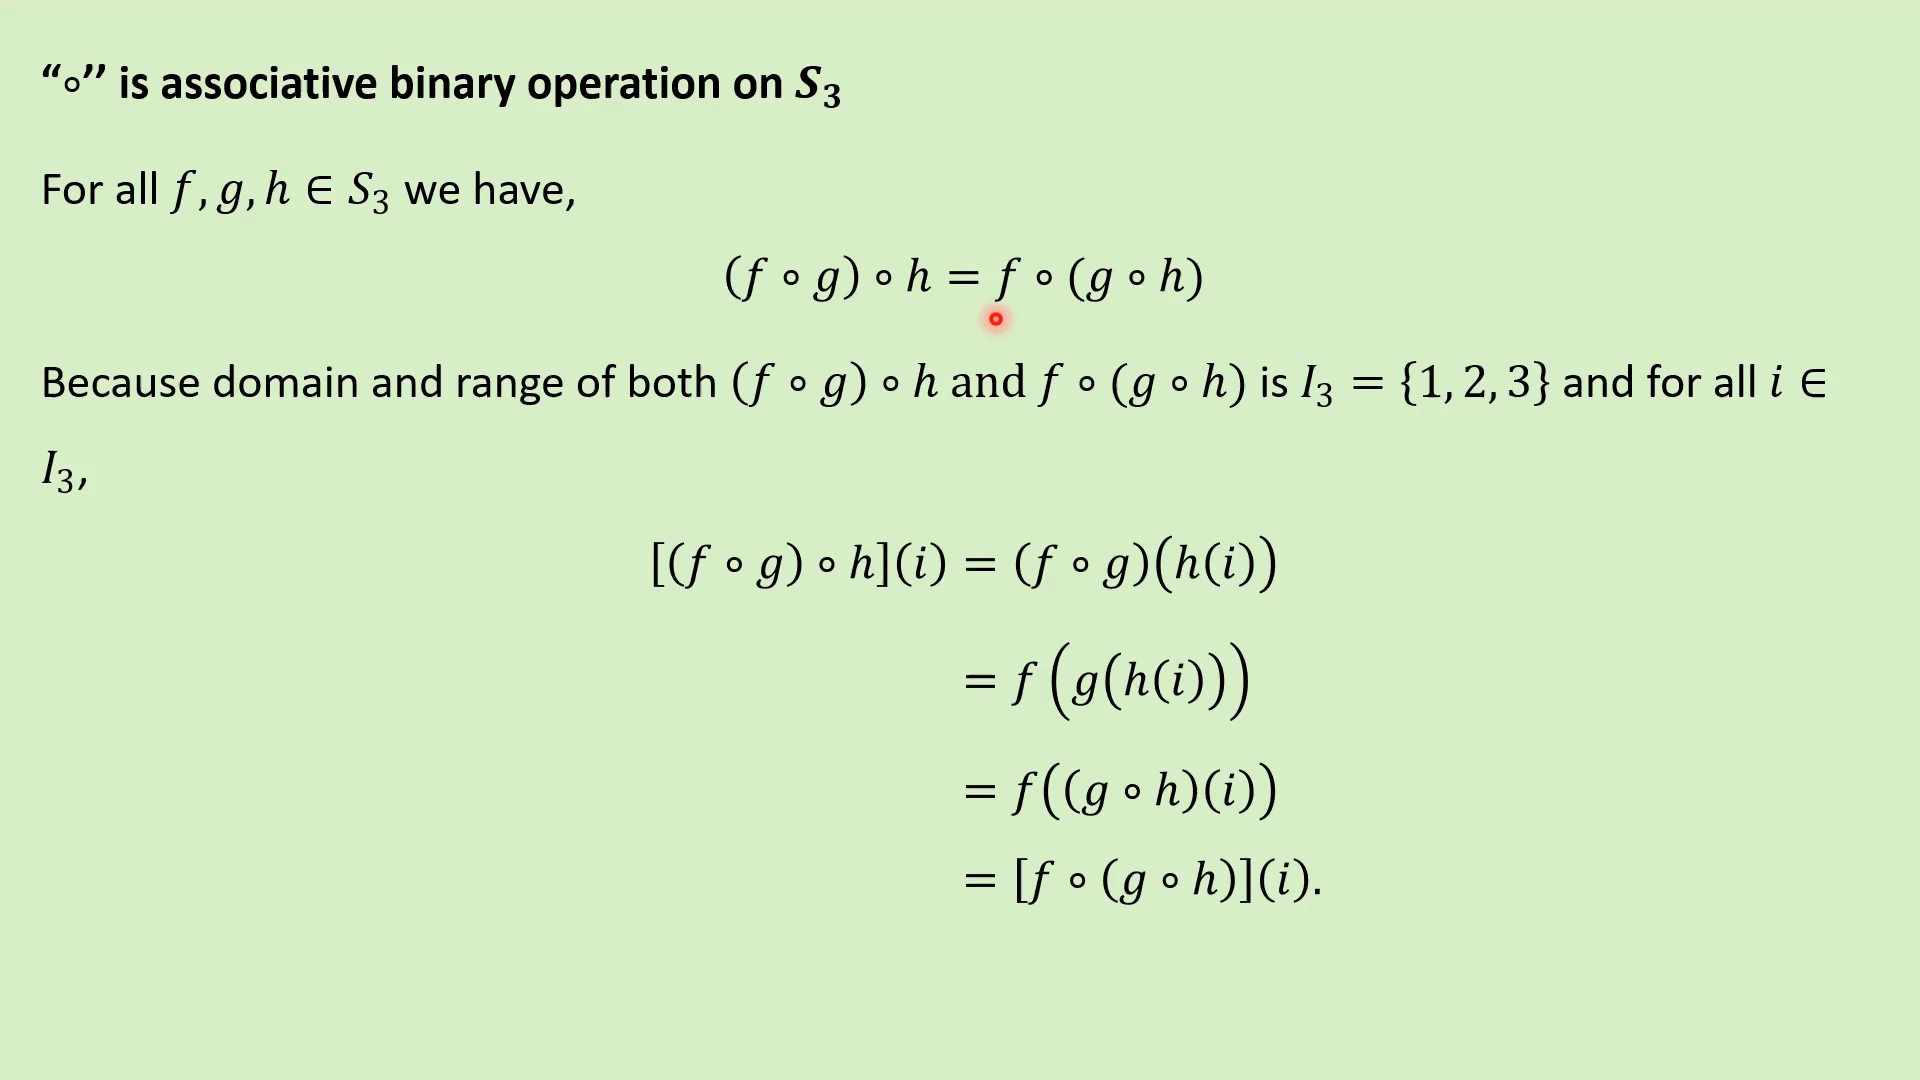 “∘’’ is associative binary operation on 𝑺₃
For all 𝑓, 𝑔, ℎ ∈ 𝑆₃ we have,
(𝑓 ∘ 𝑔) ∘ ℎ = 𝑓 ∘ (𝑔 ∘ ℎ)
Because domain and range of both (𝑓 ∘ 𝑔) ∘ ℎ and 𝑓 ∘ (𝑔 ∘ ℎ) is 𝐼₃ = {1, 2, 3} and for all 𝑖 ∈
𝐼₃,
[(𝑓 ∘ 𝑔) ∘ ℎ](𝑖) = (𝑓 ∘ 𝑔)(ℎ(𝑖))
= 𝑓(𝑔(ℎ(𝑖)))
= 𝑓((𝑔 ∘ ℎ)(𝑖))
= [𝑓 ∘ (𝑔 ∘ ℎ)](𝑖).